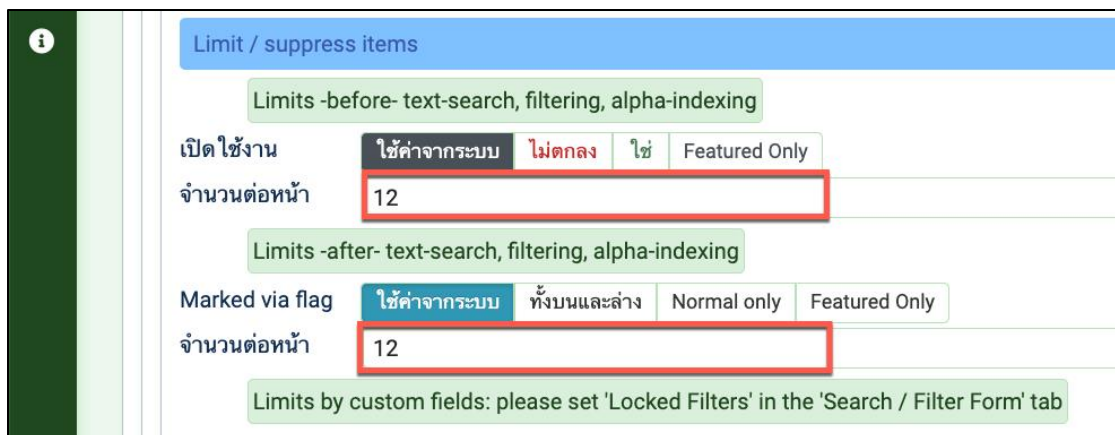 Limit / suppress items
Limits -before- text-search, filtering, alpha-indexing
เปิดใช้งาน ใช้ค่าจากระบบ ไม่ตกลง ใช่ Featured Only
จำนวนต่อหน้า 12
Limits -after- text-search, filtering, alpha-indexing
Marked via flag ใช้ค่าจากระบบ ทั้งบนและล่าง Normal only Featured Only
จำนวนต่อหน้า 12
Limits by custom fields: please set 'Locked Filters' in the 'Search / Filter Form' tab